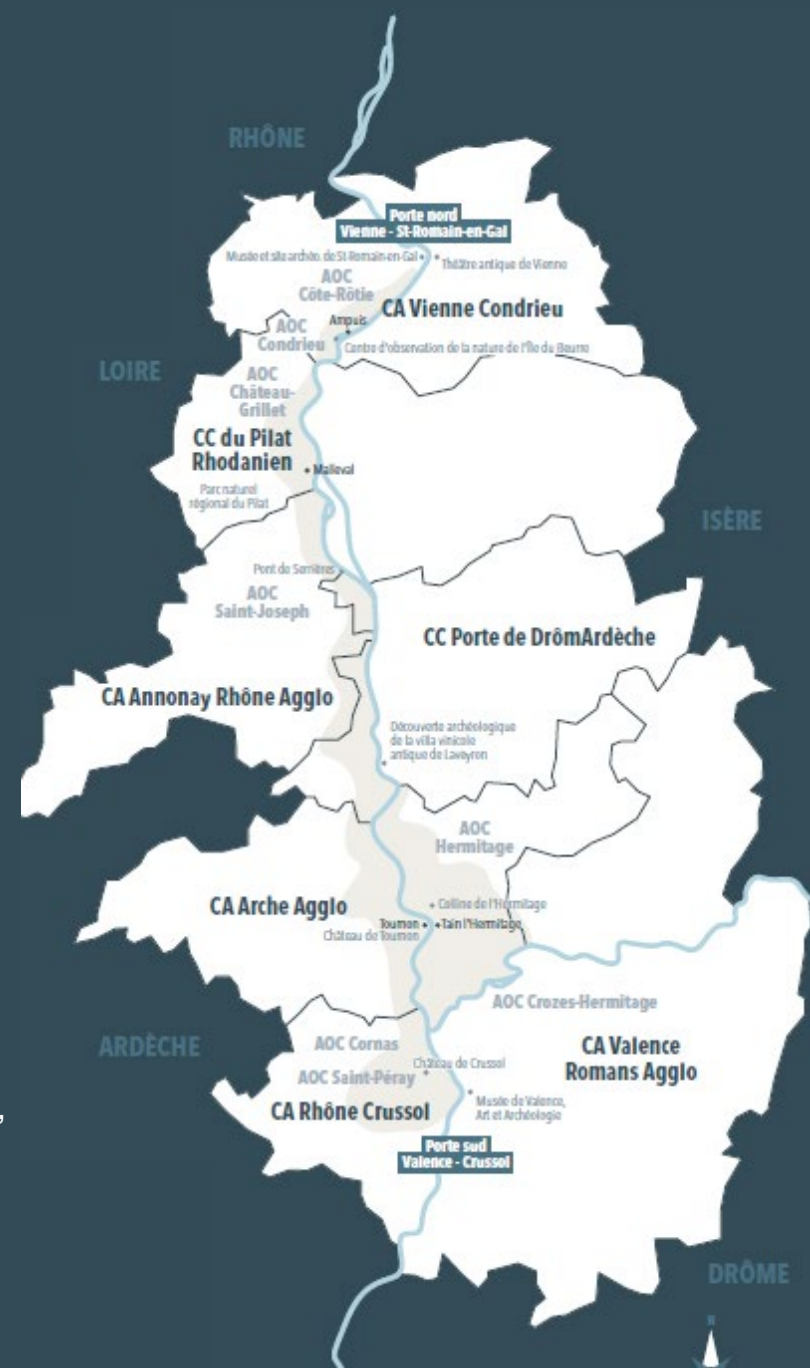 RHÔNE
Porte nord
Vienne - St-Romain-en-Gal
Musée et site archéo. de St-Romain-en-Gal
Théâtre antique de Vienne
AOC
Côte-Rôtie
CA Vienne Condrieu
Ampuis
AOC
Condrieu
Centre d'observation de la nature de l'Île du Beurre
LOIRE
AOC
Château-
Grillet
CC du Pilat
Rhodanien
Malleval
Parc naturel
régional du Pilat
ISÈRE
Pont de Serrières
AOC
Saint-Joseph
CC Porte de DrômArdèche
CA Annonay Rhône Agglo
Découverte archéologique
de la villa vinicole
antique de Laveyron
AOC
Hermitage
CA Arche Agglo
Colline de l'Hermitage
Tournon
Tain l'Hermitage
Château de Tournon
AOC Crozes-Hermitage
ARDÈCHE
AOC Cornas
CA Valence
Romans Agglo
Château de Crussol
AOC Saint-Péray
Musée de Valence,
Art et Archéologie
CA Rhône Crussol
,
Porte sud
Valence - Crussol
DRÔME
N